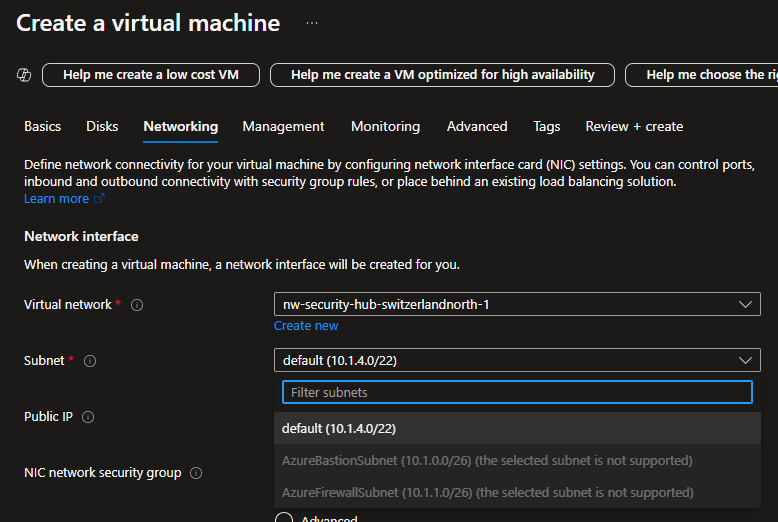 Create a virtual machine ...
Help me create a low cost VM
Help me create a VM optimized for high availability
Help me choose the
Basics Disks Networking Management Monitoring Advanced Tags Review + create
Define network connectivity for your virtual machine by configuring network interface card (NIC) settings. You can control ports,
inbound and outbound connectivity with security group rules, or place behind an existing load balancing solution.
Learn more
Network interface
When creating a virtual machine, a network interface will be created for you.
Virtual network *
nw-security-hub-switzerlandnorth-1
Create new
Subnet *
default (10.1.4.0/22)
Filter subnets
Public IP
default (10.1.4.0/22)
AzureBastionSubnet (10.1.0.0/26) (the selected subnet is not supported)
NIC network security group
AzureFirewallSubnet (10.1.1.0/26) (the selected subnet is not supported)
Advanced